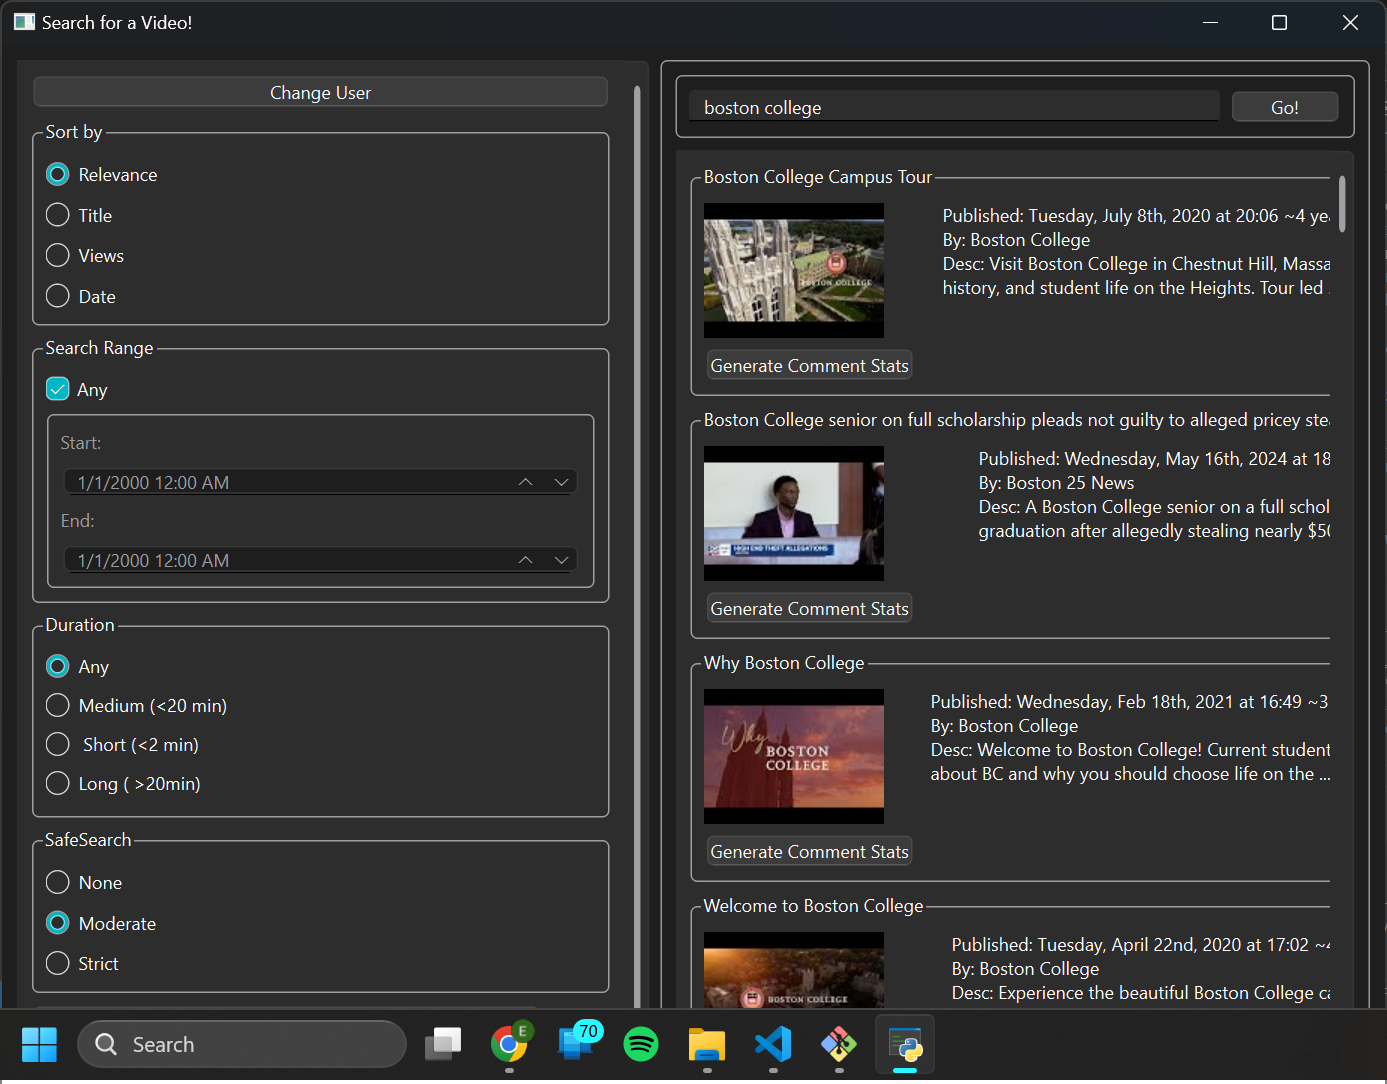 Search for a Video!
Change User
Sort by
Relevance
Title
Views
Date
Search Range
Any
Start:
1/1/2000 12:00 AM
End:
1/1/2000 12:00 AM
Duration
Any
Medium (<20 min)
Short (<2 min)
Long ( >20min)
SafeSearch
None
Moderate
Strict
boston college
Go!
Boston College Campus Tour
BOSTON COLLEGE
Published: Tuesday, July 8th, 2020 at 20:06 ~4 ye
By: Boston College
Desc: Visit Boston College in Chestnut Hill, Massa
history, and student life on the Heights. Tour led
Generate Comment Stats
Boston College senior on full scholarship pleads not guilty to alleged pricey ste
HIGH END THEFT ALLEGATIONS
Published: Wednesday, May 16th, 2024 at 18
By: Boston 25 News
Desc: A Boston College senior on a full schol
graduation after allegedly stealing nearly $50
Generate Comment Stats
Why Boston College
Why
BOSTON
COLLEGE
Published: Wednesday, Feb 18th, 2021 at 16:49 ~3
By: Boston College
Desc: Welcome to Boston College! Current student
about BC and why you should choose life on the ...
Generate Comment Stats
Welcome to Boston College
BOSTON COLLEGE
Published: Tuesday, April 22nd, 2020 at 17:02 ~4
By: Boston College
Desc: Experience the beautiful Boston College ca
Search
E
70